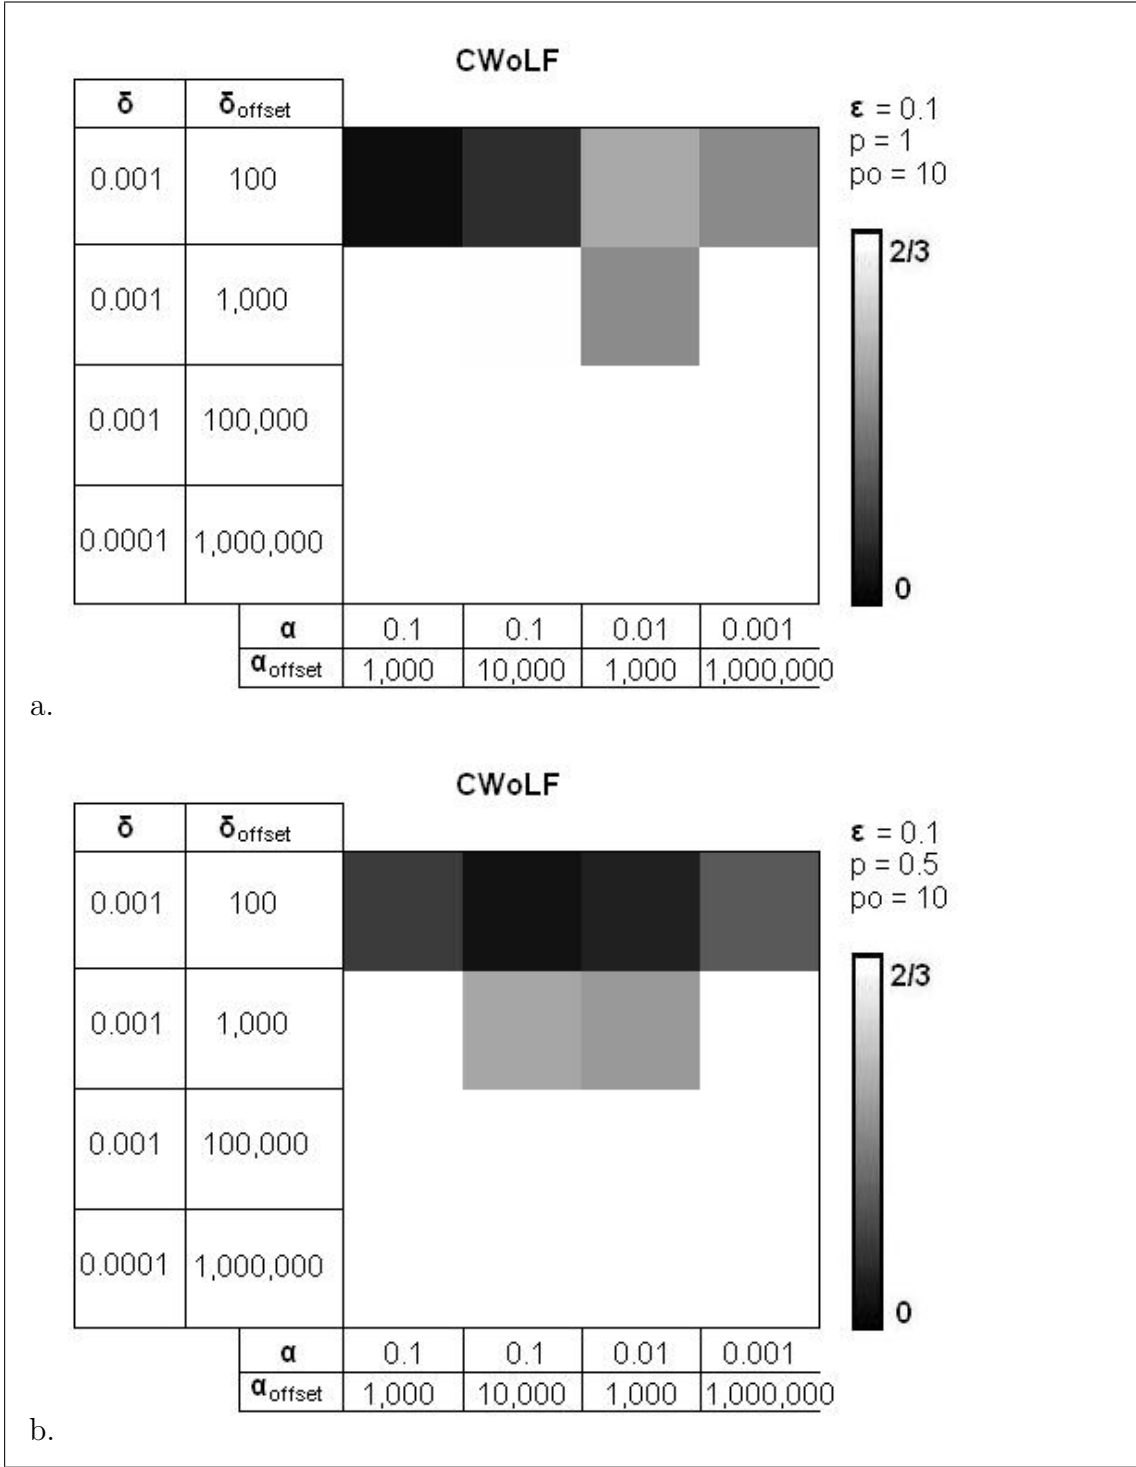 CWoLF
δ δoffset
ε = 0.1
p = 1
po = 10
0.001 100
2/3
0.001 1,000
0.001 100,000
0.0001 1,000,000
0
α 0.1 0.1 0.01 0.001
αoffset 1,000 10,000 1,000 1,000,000
a.
CWoLF
δ δoffset
ε = 0.1
p = 0.5
po = 10
0.001 100
2/3
0.001 1,000
0.001 100,000
0.0001 1,000,000
0
α 0.1 0.1 0.01 0.001
αoffset 1,000 10,000 1,000 1,000,000
b.